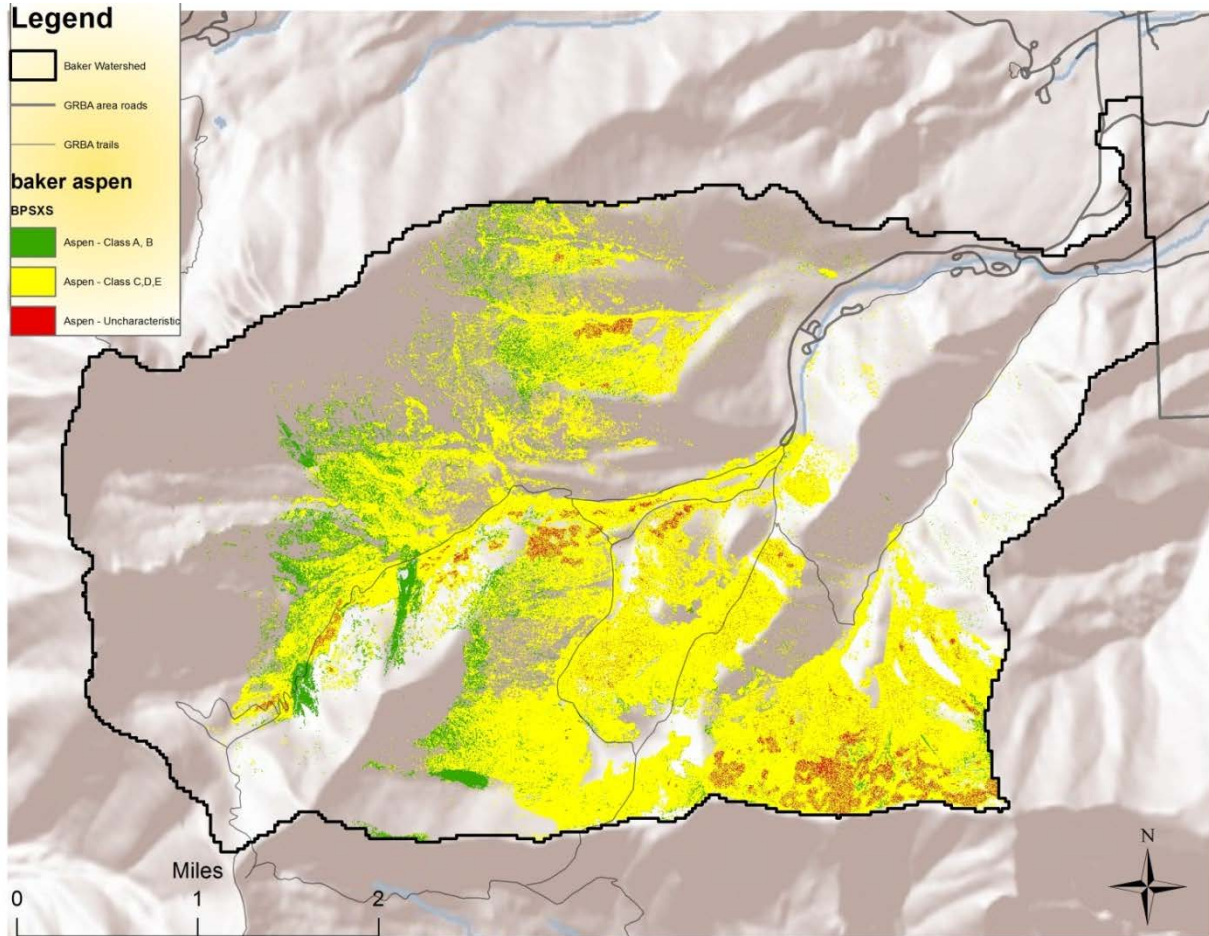 Legend
Baker Watershed
GRBA area roads
GRBA trails
baker aspen
BPSXS
Aspen - Class A, B
Aspen - Class C,D,E
Aspen - Uncharacteristic
Miles
0 1 2
N